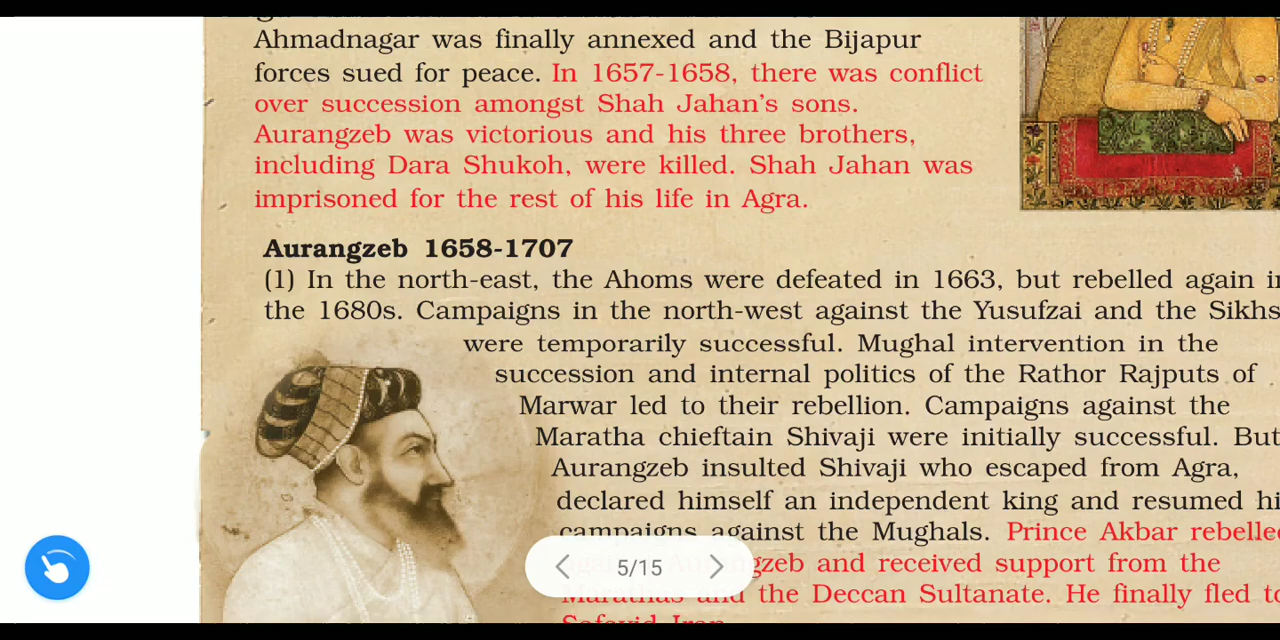 Ahmadnagar was finally annexed and the Bijapur
forces sued for peace. In 1657-1658, there was conflict
over succession amongst Shah Jahan's sons.
Aurangzeb was victorious and his three brothers,
including Dara Shukoh, were killed. Shah Jahan was
imprisoned for the rest of his life in Agra.
Aurangzeb 1658-1707
(1) In the north-east, the Ahoms were defeated in 1663, but rebelled again in
the 1680s. Campaigns in the north-west against the Yusufzai and the Sikhs
were temporarily successful. Mughal intervention in the
succession and internal politics of the Rathor Rajputs of
Marwar led to their rebellion. Campaigns against the
Maratha chieftain Shivaji were initially successful. But
Aurangzeb insulted Shivaji who escaped from Agra,
declared himself an independent king and resumed hi
campaigns against the Mughals. Prince Akbar rebelled
and received support from the
Marathas and the Deccan Sultanate. He finally fled to
Safavid Iran
5/15